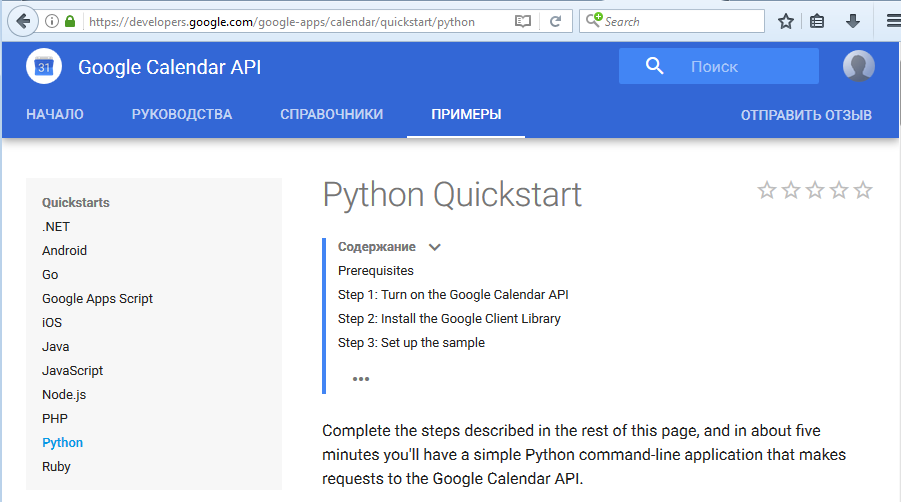 https://developers.google.com/google-apps/calendar/quickstart/python
Search
31
Google Calendar API
Поиск
НАЧАЛО
РУКОВОДСТВА
СПРАВОЧНИКИ
ПРИМЕРЫ
ОТПРАВИТЬ ОТЗЫВ
Quickstarts
.NET
Android
Go
Google Apps Script
iOS
Java
JavaScript
Node.js
PHP
Python
Ruby
Python Quickstart
Содержание
Prerequisites
Step 1: Turn on the Google Calendar API
Step 2: Install the Google Client Library
Step 3: Set up the sample
•••
Complete the steps described in the rest of this page, and in about five
minutes you'll have a simple Python command-line application that makes
requests to the Google Calendar API.